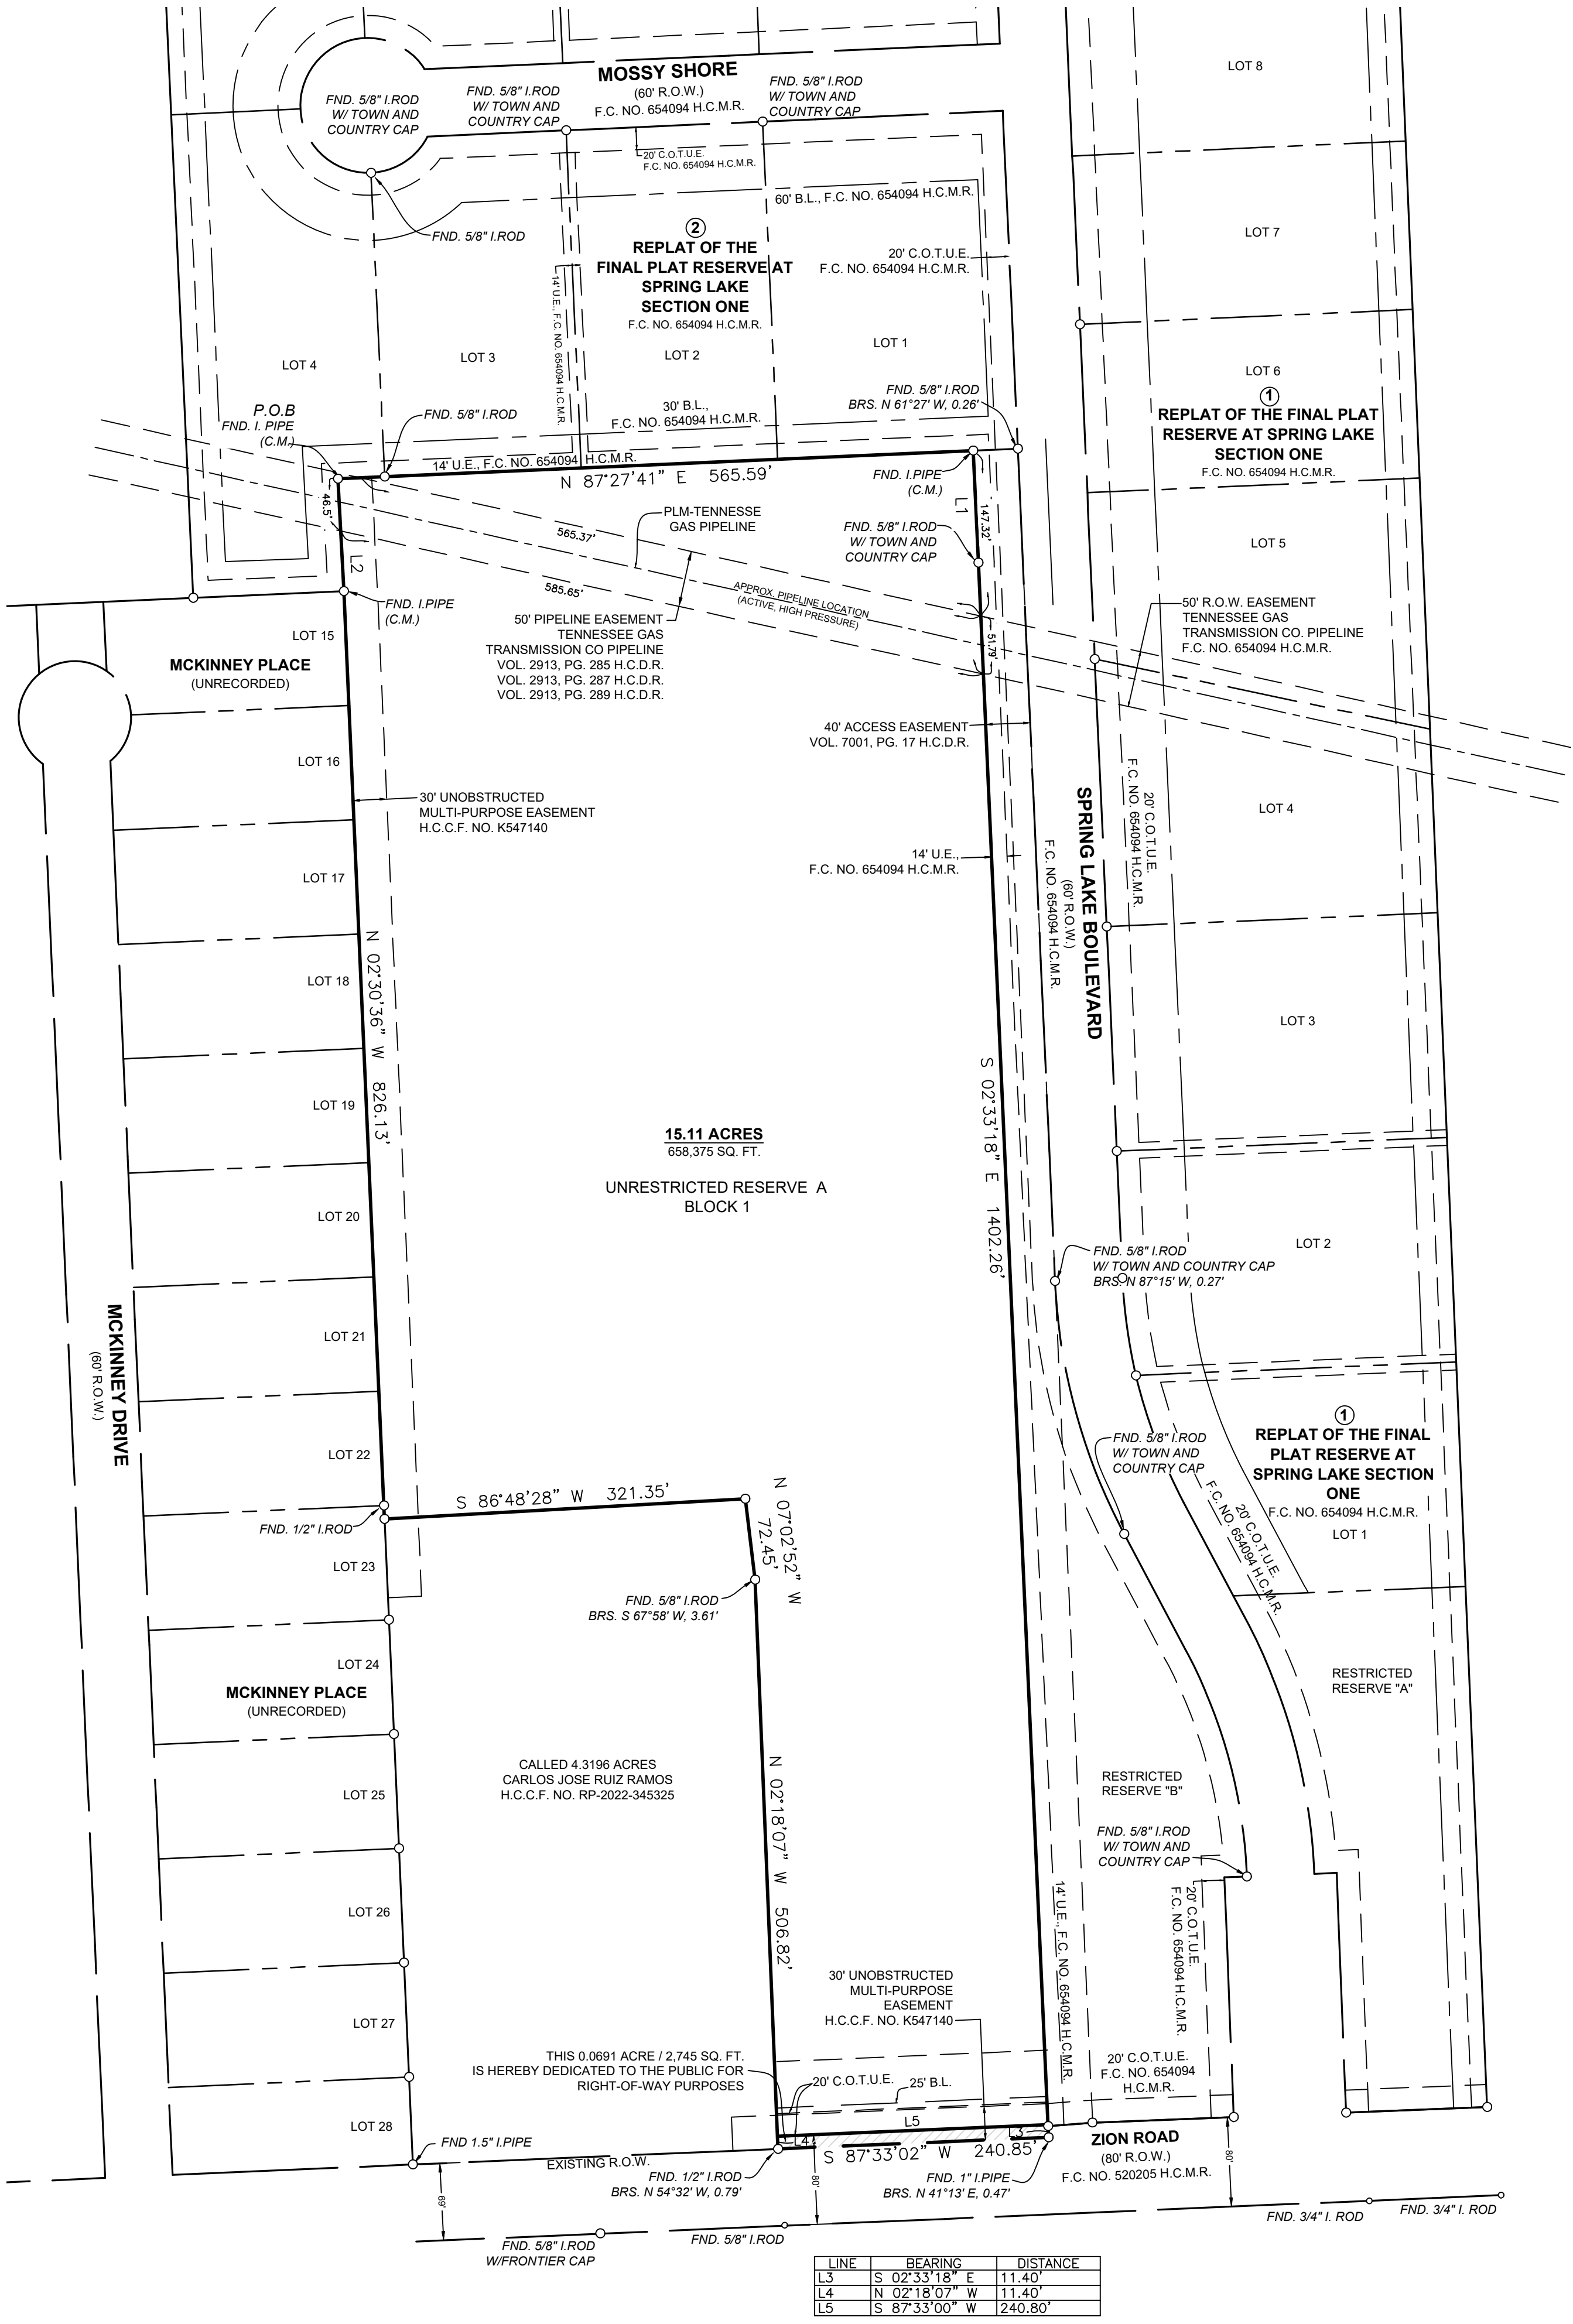 MOSSY SHORE
(60' R.O.W.)
F.C. NO. 654094 H.C.M.R.
FND. 5/8" I.ROD
W/ TOWN AND
COUNTRY CAP
FND. 5/8" I.ROD
W/ TOWN AND
COUNTRY CAP
FND. 5/8" I.ROD
W/ TOWN AND
COUNTRY CAP
20' C.O.T.U.E.
F.C. NO. 654094 H.C.M.R.
60' B.L., F.C. NO. 654094 H.C.M.R.
FND. 5/8" I.ROD
2
REPLAT OF THE
FINAL PLAT RESERVE AT
SPRING LAKE
SECTION ONE
F.C. NO. 654094 H.C.M.R.
20' C.O.T.U.E.
F.C. NO. 654094 H.C.M.R.
14' U.E., F.C. NO. 654094 H.C.M.R.
LOT 4
LOT 3
LOT 2
LOT 1
30' B.L.,
F.C. NO. 654094 H.C.M.R.
FND. 5/8" I.ROD
BRS. N 61°27' W, 0.26'
P.O.B
FND. I. PIPE
(C.M.)
FND. 5/8" I.ROD
14' U.E., F.C. NO. 654094 H.C.M.R.
N 87°27'41" E 565.59'
FND. I.PIPE
(C.M.)
L1
147.32'
46.5'
L2
FND. 5/8" I.ROD
W/ TOWN AND
COUNTRY CAP
PLM-TENNESSE
GAS PIPELINE
565.37'
585.65'
APPROX. PIPELINE LOCATION
(ACTIVE, HIGH PRESSURE)
51.79'
FND. I.PIPE
(C.M.)
50' PIPELINE EASEMENT
TENNESSEE GAS
TRANSMISSION CO PIPELINE
VOL. 2913, PG. 285 H.C.D.R.
VOL. 2913, PG. 287 H.C.D.R.
VOL. 2913, PG. 289 H.C.D.R.
50' R.O.W. EASEMENT
TENNESSEE GAS
TRANSMISSION CO. PIPELINE
F.C. NO. 654094 H.C.M.R.
LOT 8
LOT 7
LOT 6
1
REPLAT OF THE FINAL PLAT
RESERVE AT SPRING LAKE
SECTION ONE
F.C. NO. 654094 H.C.M.R.
LOT 5
LOT 4
LOT 3
LOT 2
LOT 15
MCKINNEY PLACE
(UNRECORDED)
LOT 16
LOT 17
LOT 18
LOT 19
LOT 20
LOT 21
LOT 22
LOT 23
LOT 24
MCKINNEY PLACE
(UNRECORDED)
LOT 25
LOT 26
LOT 27
LOT 28
MCKINNEY DRIVE
(60' R.O.W.)
40' ACCESS EASEMENT
VOL. 7001, PG. 17 H.C.D.R.
30' UNOBSTRUCTED
MULTI-PURPOSE EASEMENT
H.C.C.F. NO. K547140
14' U.E.,
F.C. NO. 654094 H.C.M.R.
SPRING LAKE BOULEVARD
(60' R.O.W.)
F.C. NO. 654094 H.C.M.R.
20' C.O.T.U.E.
F.C. NO. 654094 H.C.M.R.
N 02°30'36" W 826.13'
S 02°33'18" E 1402.26'
15.11 ACRES
658,375 SQ. FT.
UNRESTRICTED RESERVE A
BLOCK 1
FND. 5/8" I.ROD
W/ TOWN AND COUNTRY CAP
BRS. N 87°15' W, 0.27'
FND. 5/8" I.ROD
W/ TOWN AND
COUNTRY CAP
1
REPLAT OF THE FINAL
PLAT RESERVE AT
SPRING LAKE SECTION
ONE
F.C. NO. 654094 H.C.M.R.
LOT 1
20' C.O.T.U.E.
F.C. NO. 654094 H.C.M.R.
S 86°48'28" W 321.35'
N 07°02'52" W
72.45'
FND. 1/2" I.ROD
FND. 5/8" I.ROD
BRS. S 67°58' W, 3.61'
RESTRICTED
RESERVE "A"
CALLED 4.3196 ACRES
CARLOS JOSE RUIZ RAMOS
H.C.C.F. NO. RP-2022-345325
N 02°18'07" W 506.82'
RESTRICTED
RESERVE "B"
FND. 5/8" I.ROD
W/ TOWN AND
COUNTRY CAP
20' C.O.T.U.E.
F.C. NO. 654094 H.C.M.R.
14' U.E., F.C. NO. 654094 H.C.M.R.
30' UNOBSTRUCTED
MULTI-PURPOSE
EASEMENT
H.C.C.F. NO. K547140
THIS 0.0691 ACRE / 2,745 SQ. FT.
IS HEREBY DEDICATED TO THE PUBLIC FOR
RIGHT-OF-WAY PURPOSES
20' C.O.T.U.E.
25' B.L.
20' C.O.T.U.E.
F.C. NO. 654094
H.C.M.R.
L5
L4
L3
FND 1.5" I.PIPE
EXISTING R.O.W.
S 87°33'02" W 240.85'
ZION ROAD
(80' R.O.W.)
F.C. NO. 520205 H.C.M.R.
FND. 1/2" I.ROD
BRS. N 54°32' W, 0.79'
FND. 1" I.PIPE
BRS. N 41°13' E, 0.47'
69'
80'
80'
FND. 5/8" I.ROD
W/FRONTIER CAP
FND. 5/8" I.ROD
FND. 3/4" I. ROD
FND. 3/4" I. ROD
LINE BEARING DISTANCE
L3 S 02°33'18" E 11.40'
L4 N 02°18'07" W 11.40'
L5 S 87°33'00" W 240.80'